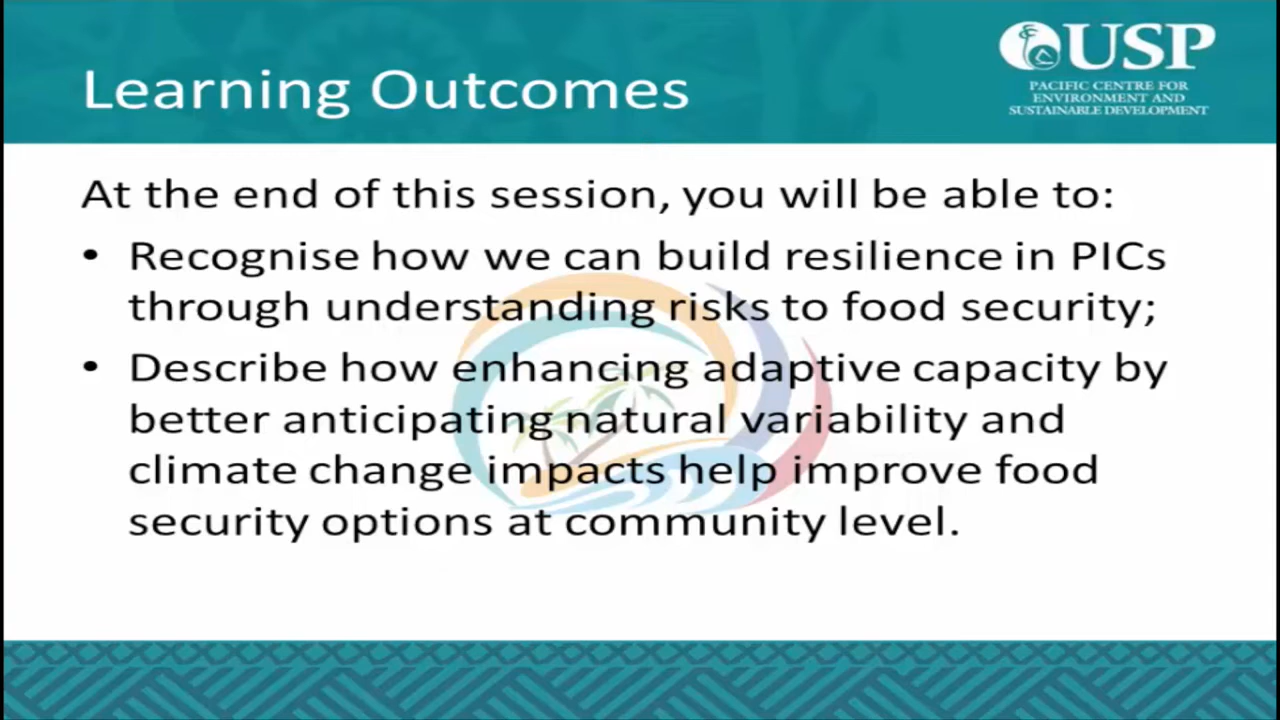 Learning Outcomes
USP
PACIFIC CENTRE FOR
ENVIRONMENT AND
SUSTAINABLE DEVELOPMENT
At the end of this session, you will be able to:
• Recognise how we can build resilience in PICs
through understanding risks to food security;
• Describe how enhancing adaptive capacity by
better anticipating natural variability and
climate change impacts help improve food
security options at community level.